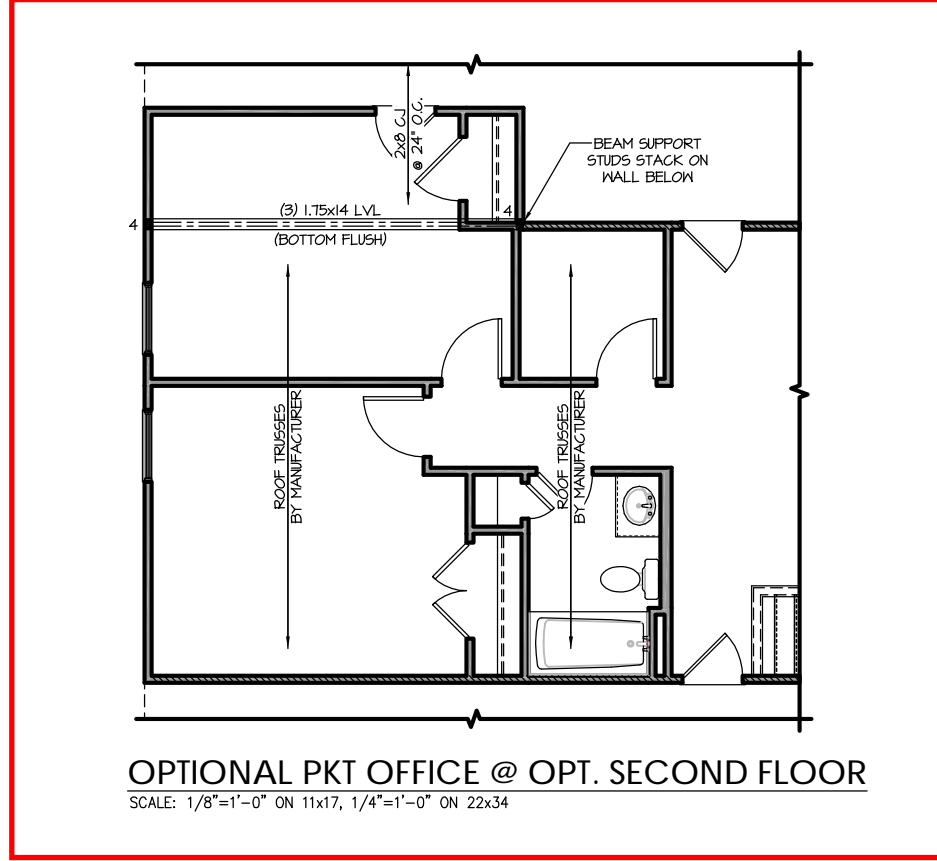 2x8 CJ
@ 24" O.C.
BEAM SUPPORT
STUDS STACK ON
WALL BELOW
(3) 1.75x14 LVL
4
4
(BOTTOM FLUSH)
ROOF TRUSSES
BY MANUFACTURER
ROOF TRUSSES
BY MANUFACTURER
OPTIONAL PKT OFFICE @ OPT. SECOND FLOOR
SCALE: 1/8"=1'-0" ON 11x17, 1/4"=1'-0" ON 22x34